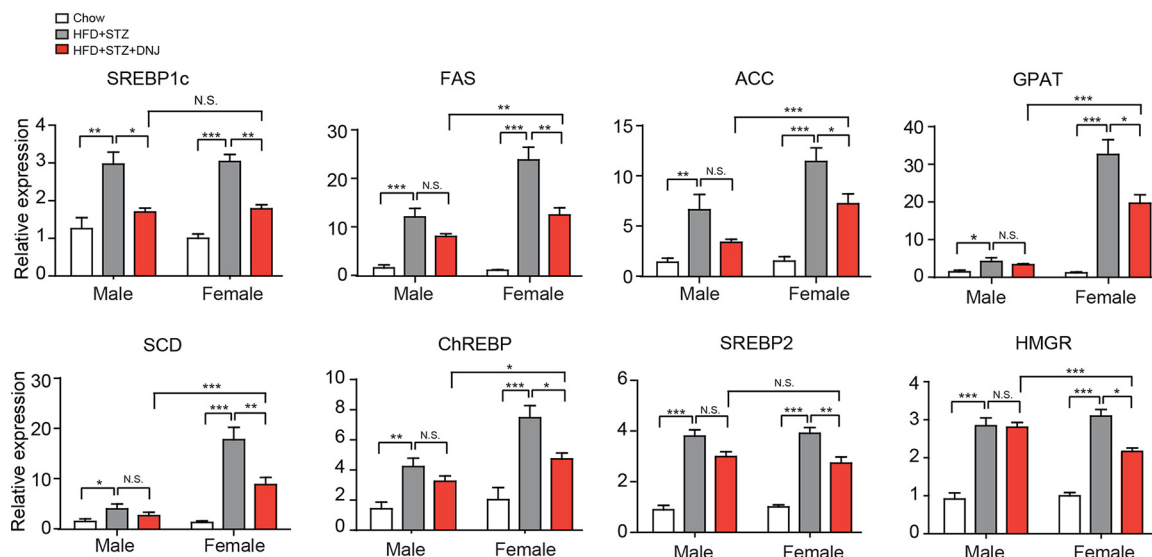 Chow
HFD+STZ
HFD+STZ+DNJ
SREBP1c
FAS
ACC
GPAT
Relative expression
4
3
2
1
0
** * *** ** N.S.
Male Female
30
20
10
0
*** N.S. *** ** **
Male Female
15
10
5
0
** N.S. *** * ***
Male Female
60
40
20
0
* N.S. *** * ***
Male Female
SCD
ChREBP
SREBP2
HMGR
Relative expression
30
20
10
0
* N.S. *** ** ***
Male Female
10
8
6
4
2
0
** N.S. *** * *
Male Female
6
4
2
0
*** N.S. *** ** N.S.
Male Female
4
3
2
1
0
*** N.S. *** * ***
Male Female